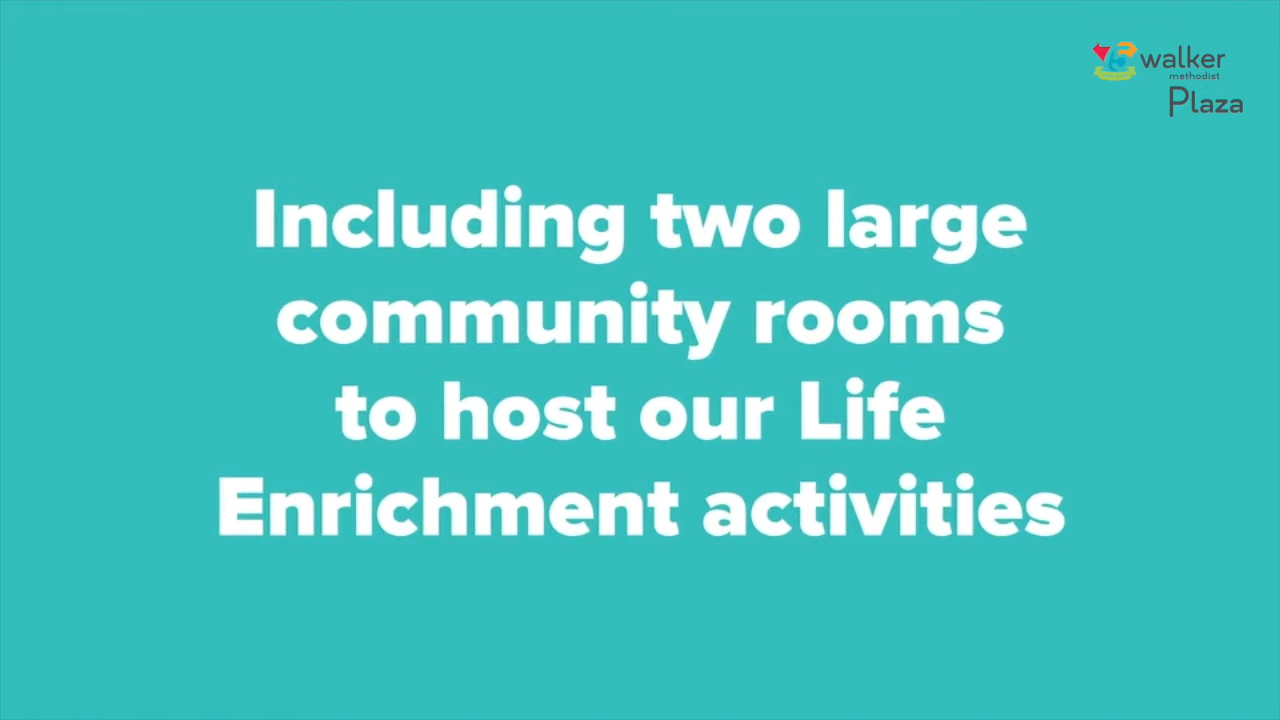 walker
methodist
Plaza
Including two large
community rooms
to host our Life
Enrichment activities